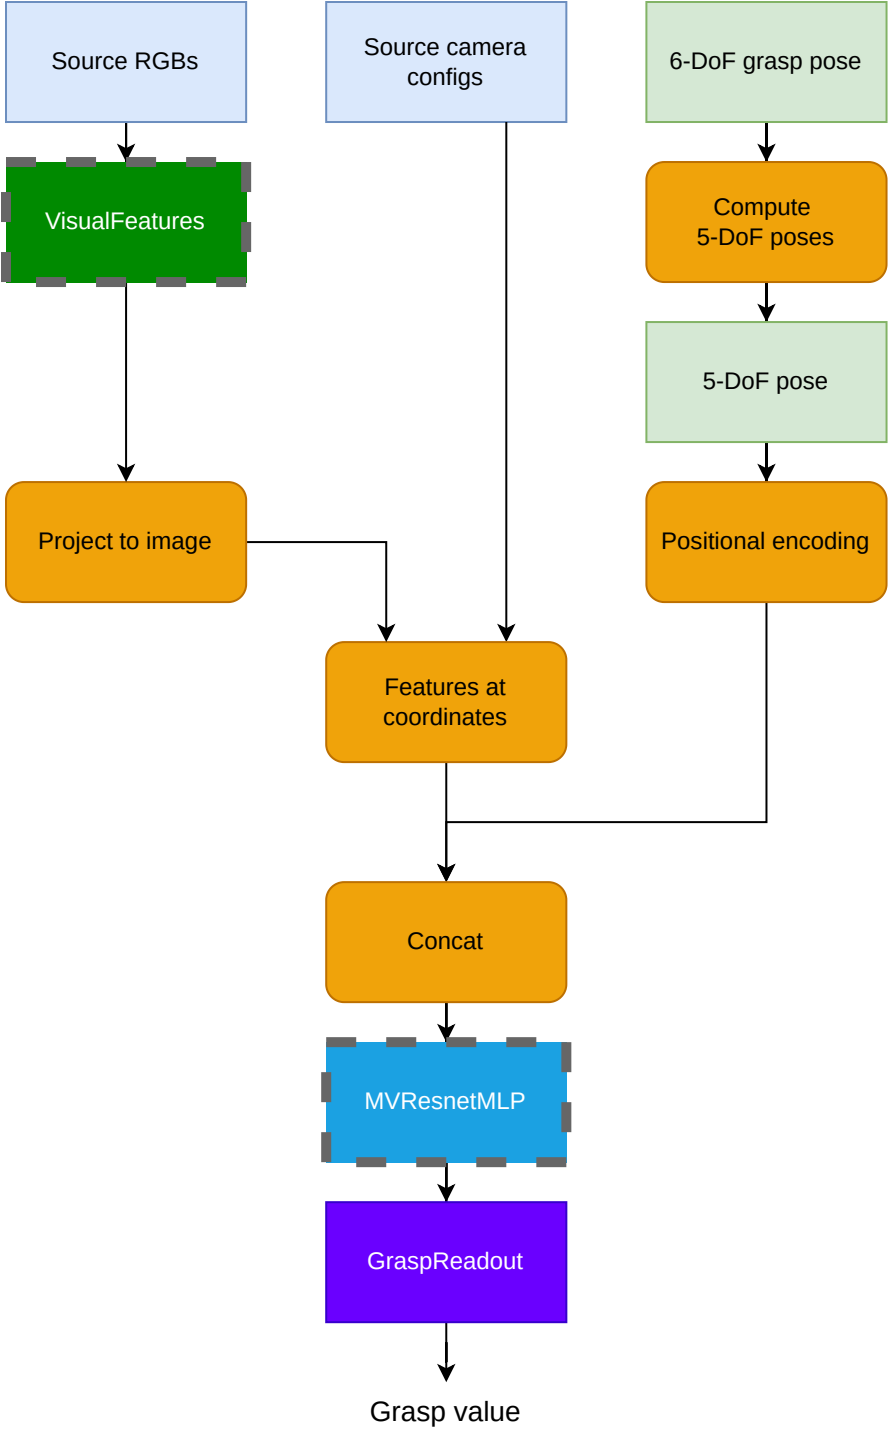 Source RGBs
Source camera
configs
6-DoF grasp pose
VisualFeatures
Compute
5-DoF poses
5-DoF pose
Project to image
Positional encoding
Features at
coordinates
Concat
MVResnetMLP
GraspReadout
Grasp value